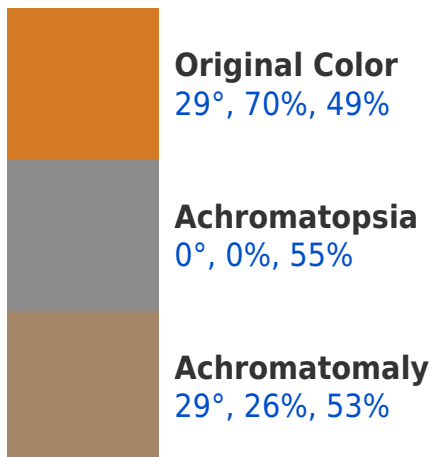 Original Color
29°, 70%, 49%
Achromatopsia
0°, 0%, 55%
Achromatomaly
29°, 26%, 53%